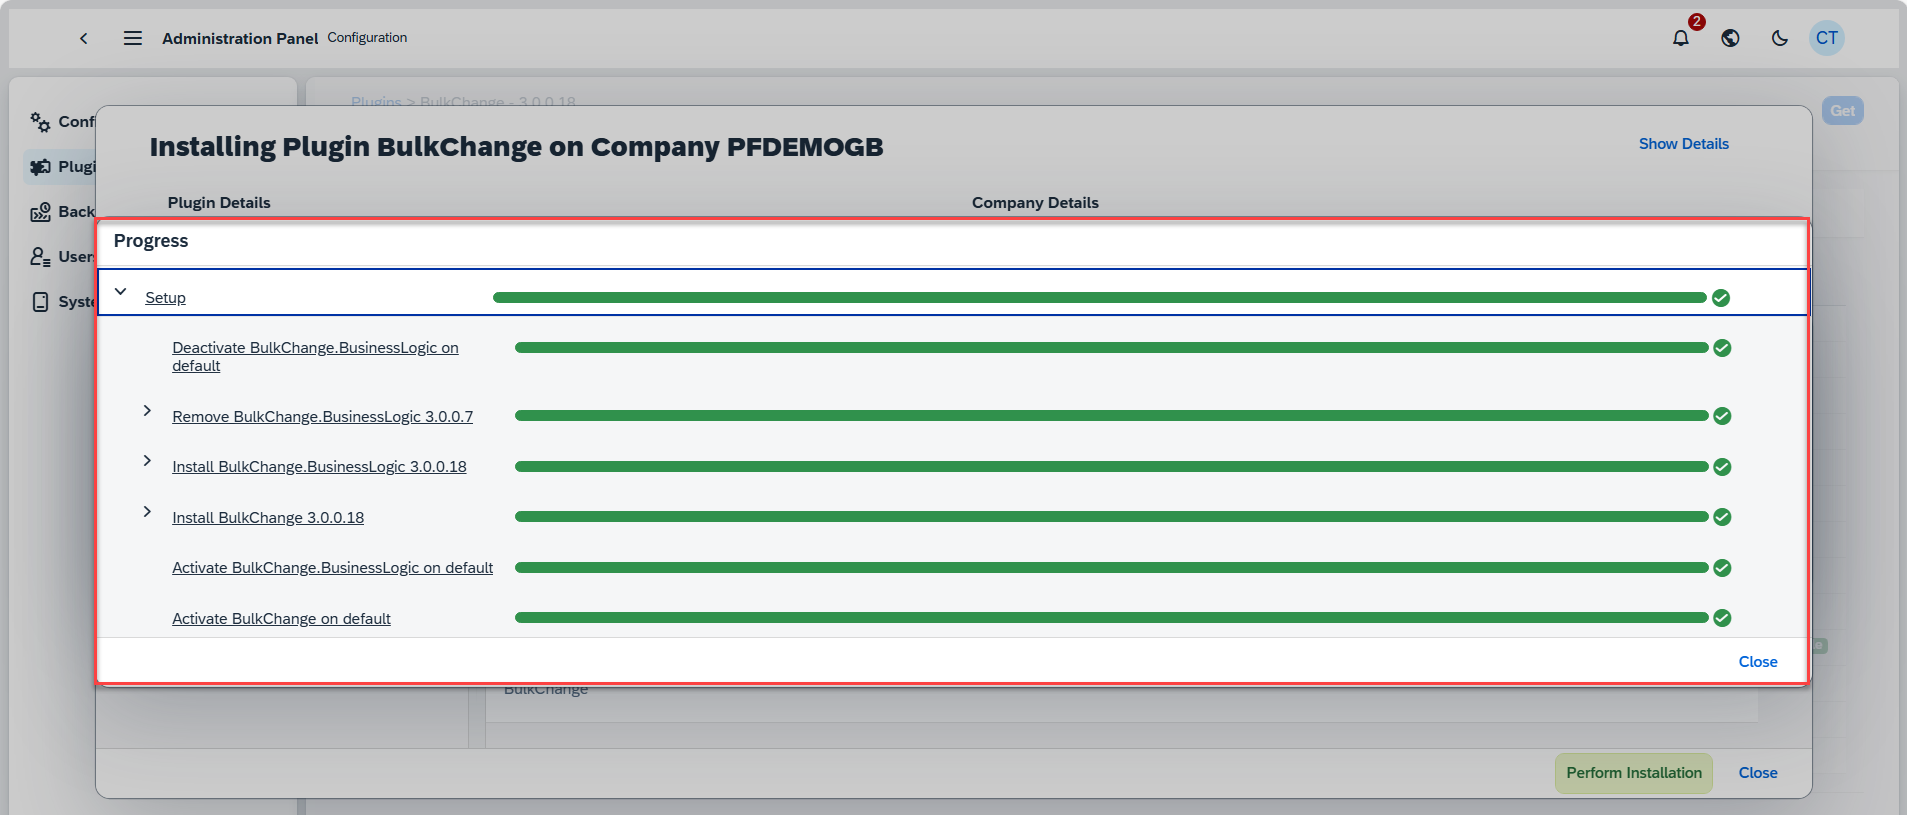 Administration Panel Configuration
2
CT
Plugins > BulkChange - 3.0.0.18
Get
Conf
Plugi
Back
Users
Syste
Installing Plugin BulkChange on Company PFDEMOGB
Show Details
Plugin Details
Company Details
Progress
Setup
Deactivate BulkChange.BusinessLogic on
default
Remove BulkChange.BusinessLogic 3.0.0.7
Install BulkChange.BusinessLogic 3.0.0.18
Install BulkChange 3.0.0.18
Activate BulkChange.BusinessLogic on default
Activate BulkChange on default
Close
BulkChange
Perform Installation
Close